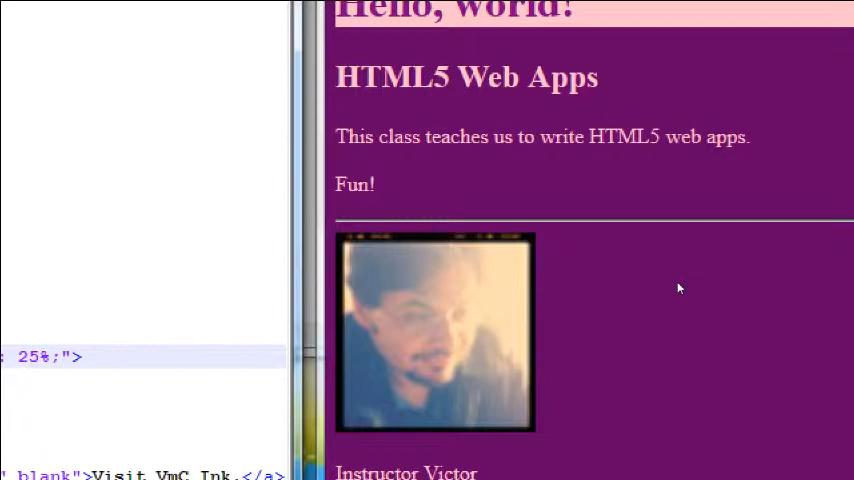 Hello, world!
HTML5 Web Apps
This class teaches us to write HTML5 web apps.
Fun!
: 25%;">
Instructor Victor
blank">Visit VmC Ink.</a>